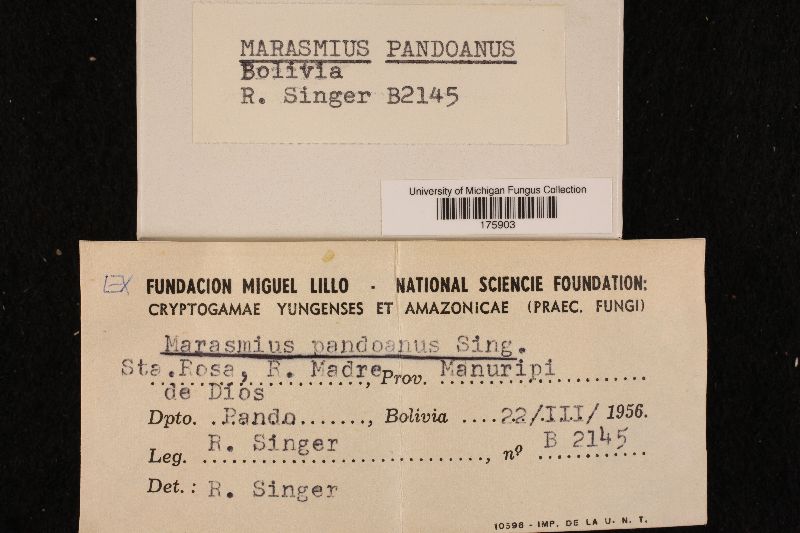 MARASMIUS PANDOANUS
Bolivia
R. Singer B2145
University of Michigan Fungus Collection
175903
EX FUNDACION MIGUEL LILLO - NATIONAL SCIENCIE FOUNDATION:
CRYPTOGAMAE YUNGENSES ET AMAZONICAE (PRAEC. FUNGI)
Marasmius pandoanus Sing.
Sta.Rosa, R. Madre, Prov. Manuripi
de Dios
Dpto. Pando, Bolivia 22/III/ 1956.
Leg. R. Singer, nº B 2145
Det.: R. Singer
10596 - IMP. DE LA U. N. T.